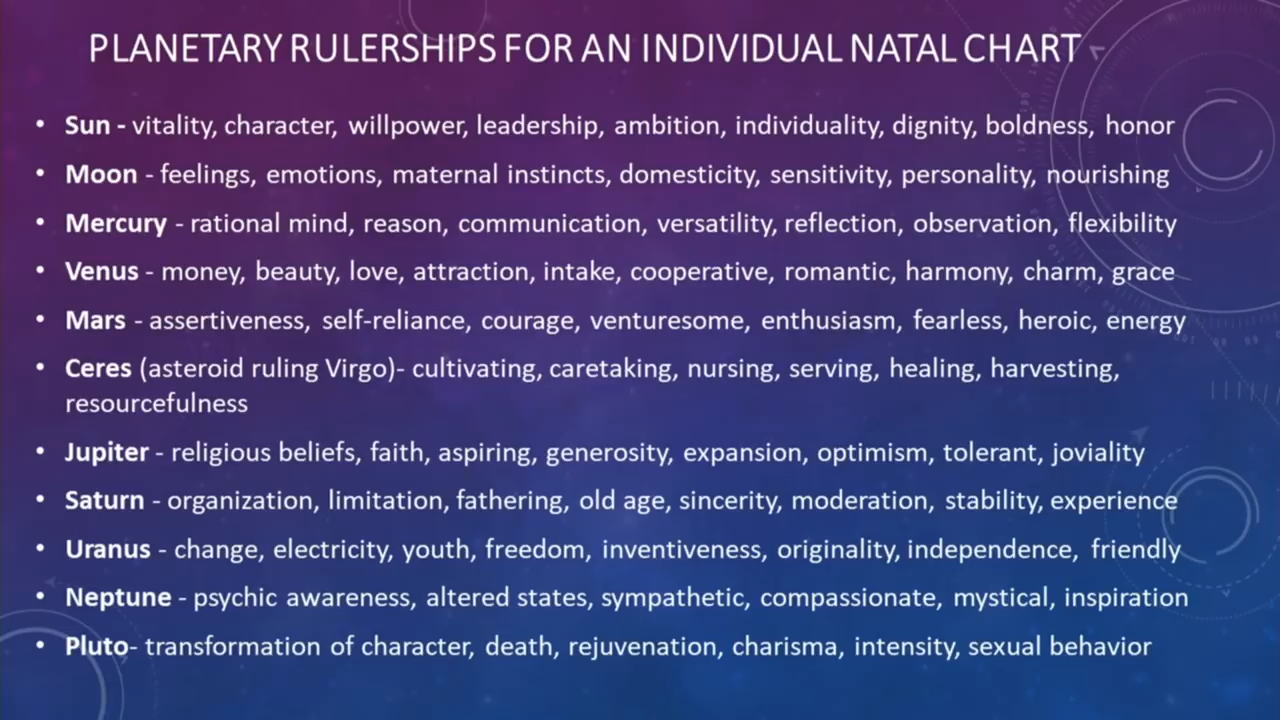 PLANETARY RULERSHIPS FOR AN INDIVIDUAL NATAL CHART
• Sun - vitality, character, willpower, leadership, ambition, individuality, dignity, boldness, honor
• Moon - feelings, emotions, maternal instincts, domesticity, sensitivity, personality, nourishing
• Mercury - rational mind, reason, communication, versatility, reflection, observation, flexibility
• Venus - money, beauty, love, attraction, intake, cooperative, romantic, harmony, charm, grace
• Mars - assertiveness, self-reliance, courage, venturesome, enthusiasm, fearless, heroic, energy
• Ceres (asteroid ruling Virgo)- cultivating, caretaking, nursing, serving, healing, harvesting,
resourcefulness
• Jupiter - religious beliefs, faith, aspiring, generosity, expansion, optimism, tolerant, joviality
• Saturn - organization, limitation, fathering, old age, sincerity, moderation, stability, experience
• Uranus - change, electricity, youth, freedom, inventiveness, originality, independence, friendly
• Neptune - psychic awareness, altered states, sympathetic, compassionate, mystical, inspiration
• Pluto- transformation of character, death, rejuvenation, charisma, intensity, sexual behavior